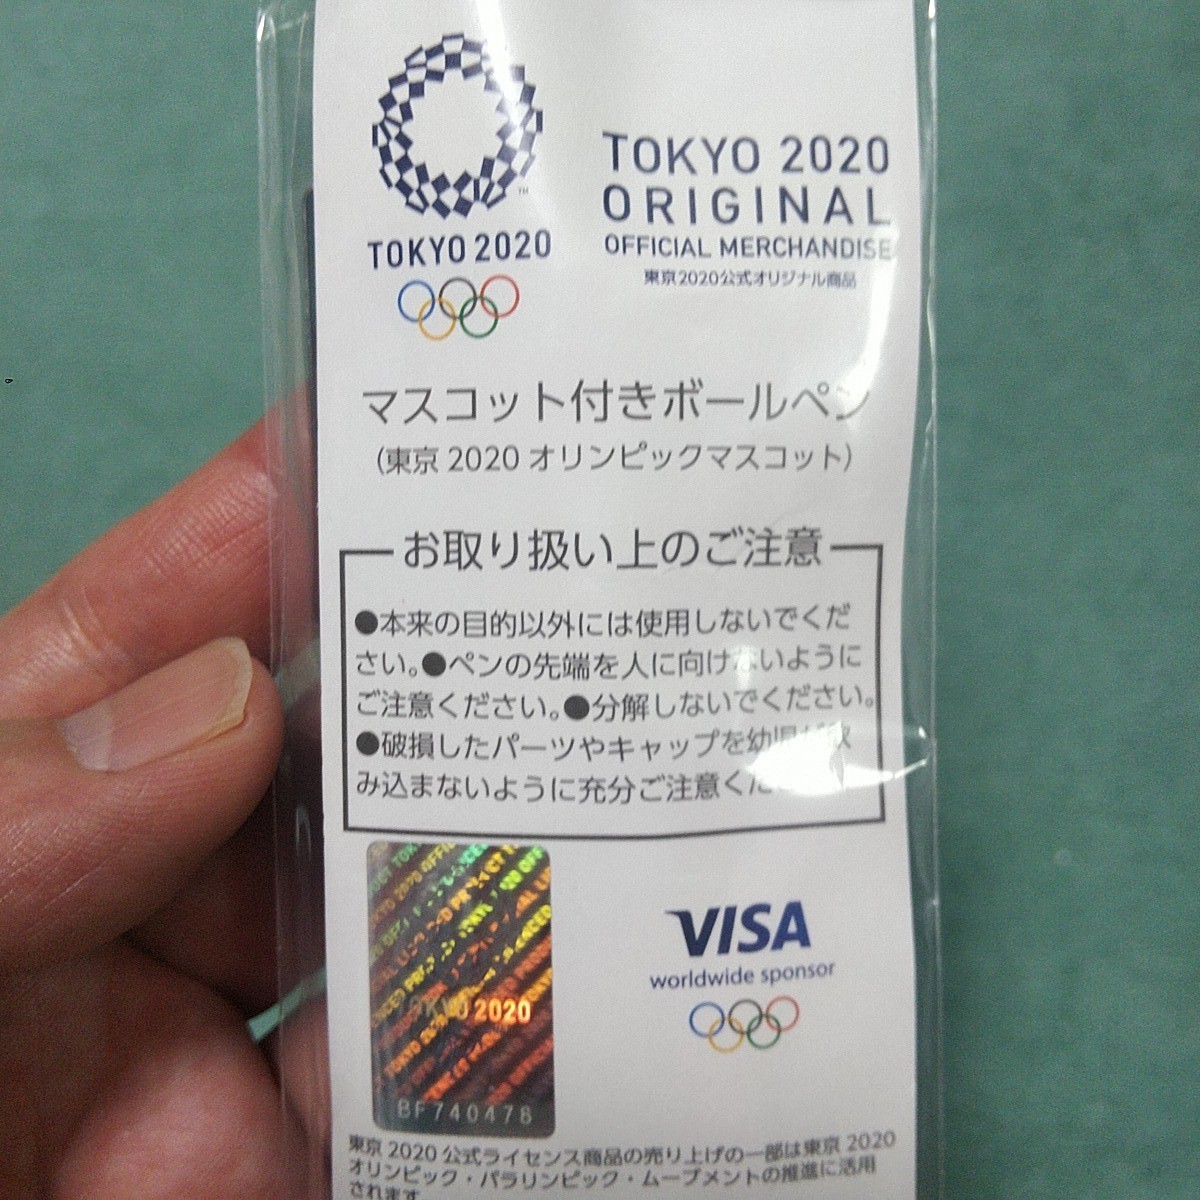 TOKYO 2020
TOKYO 2020
ORIGINAL
OFFICIAL MERCHANDISE
東京2020公式オリジナル商品
マスコット付きボールペン
(東京 2020 オリンピックマスコット)
お取り扱い上のご注意
●本来の目的以外には使用しないでくだ
さい。●ペンの先端を人に向けないように
ご注意ください。●分解しないでください。
●破損したパーツやキャップを幼児が飲
み込まないように充分ご注意くだ
TOKYO 2020
BF740478
VISA
worldwide sponsor
東京 2020 公式ライセンス商品の売り上げの一部は東京 2020
オリンピック・パラリンピック・ムーブメントの推進に活用
されます